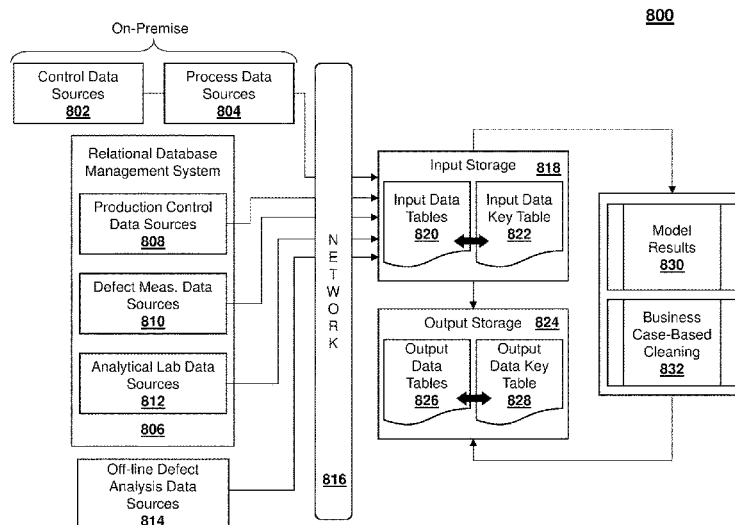 800
On-Premise
Control Data
Sources
802
Process Data
Sources
804
Relational Database
Management System
Production Control
Data Sources
808
Defect Meas. Data
Sources
810
Analytical Lab Data
Sources
812
806
Off-line Defect
Analysis Data
Sources
814
NETWORK
816
Input Storage 818
Input Data
Tables
820
Input Data
Key Table
822
Output Storage 824
Output
Data
Tables
826
Output
Data Key
Table
828
Model
Results
830
Business
Case-Based
Cleaning
832